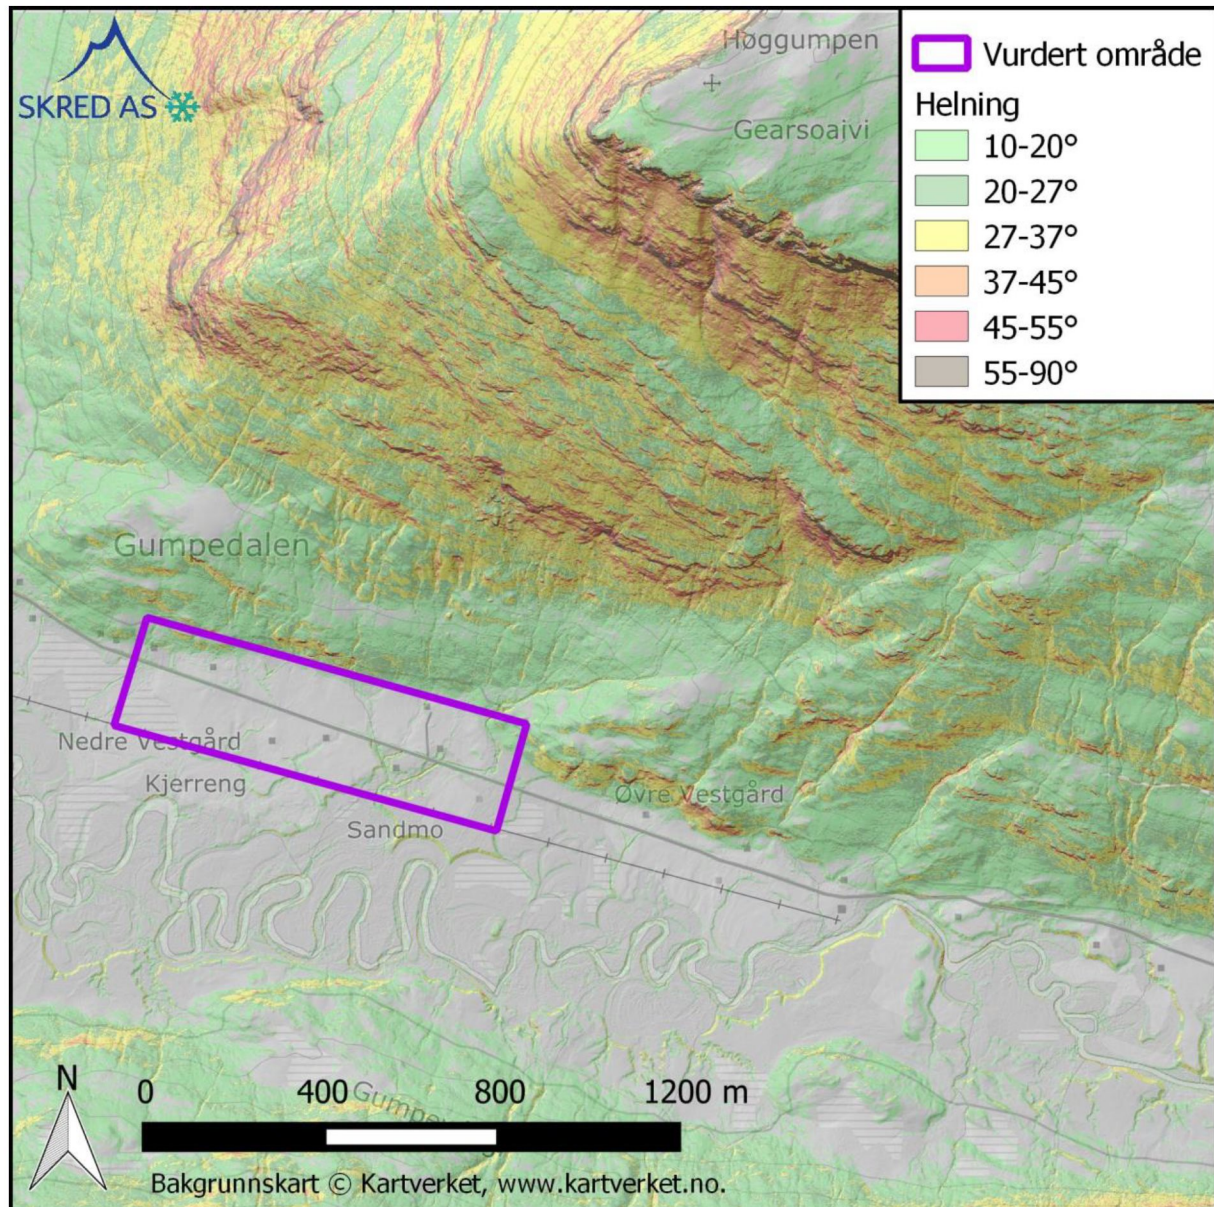 SKRED AS
Høggumpen
Gearsoajvi
Vurdert område
Helning
10-20°
20-27°
27-37°
37-45°
45-55°
55-90°
Gumpedalen
Nedre Vestgård
Kjerreng
Sandmo
Øvre Vestgård
N
0 400 800 1200 m
Bakgrunnskart © Kartverket, www.kartverket.no.